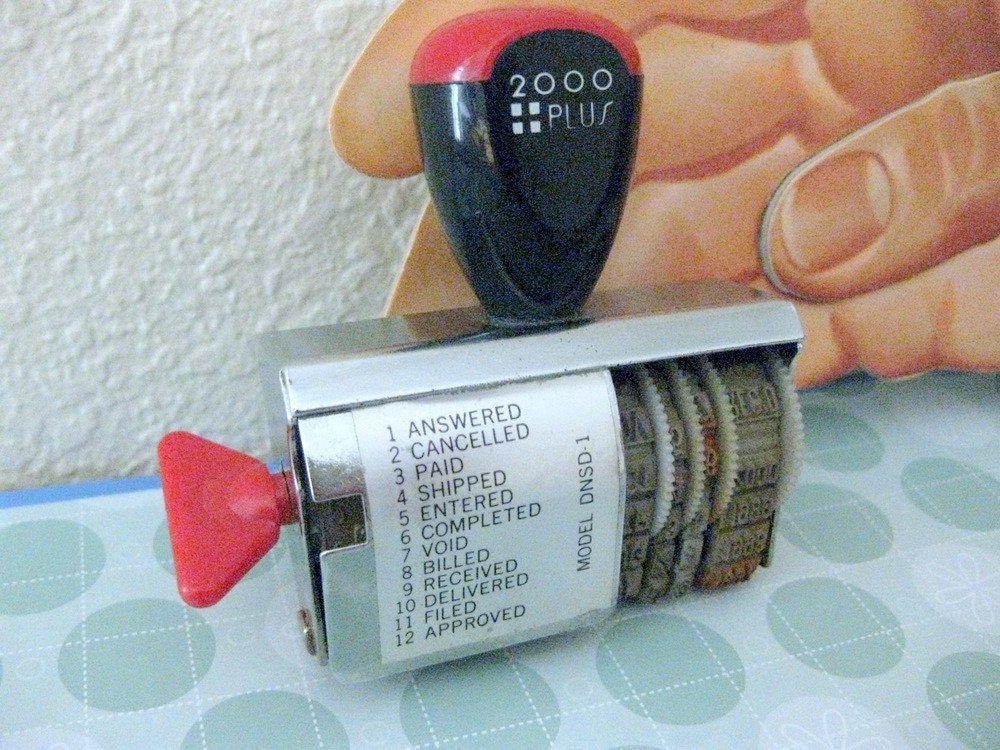 2000
PLUS
1 ANSWERED
2 CANCELLED
3 PAID
4 SHIPPED
5 ENTERED
6 COMPLETED
7 VOID
8 BILLED
9 RECEIVED
10 DELIVERED
11 FILED
12 APPROVED
MODEL DNSD-1